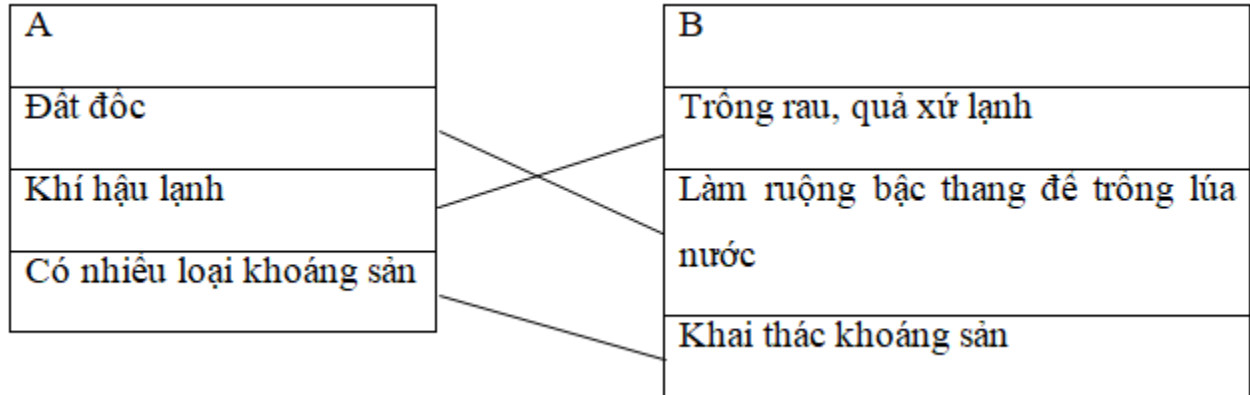 A
Đất đốc
Khí hậu lạnh
Có nhiều loại khoáng sản
B
Trồng rau, quả xứ lạnh
Làm ruộng bậc thang để trồng lúa
nước
Khai thác khoáng sản